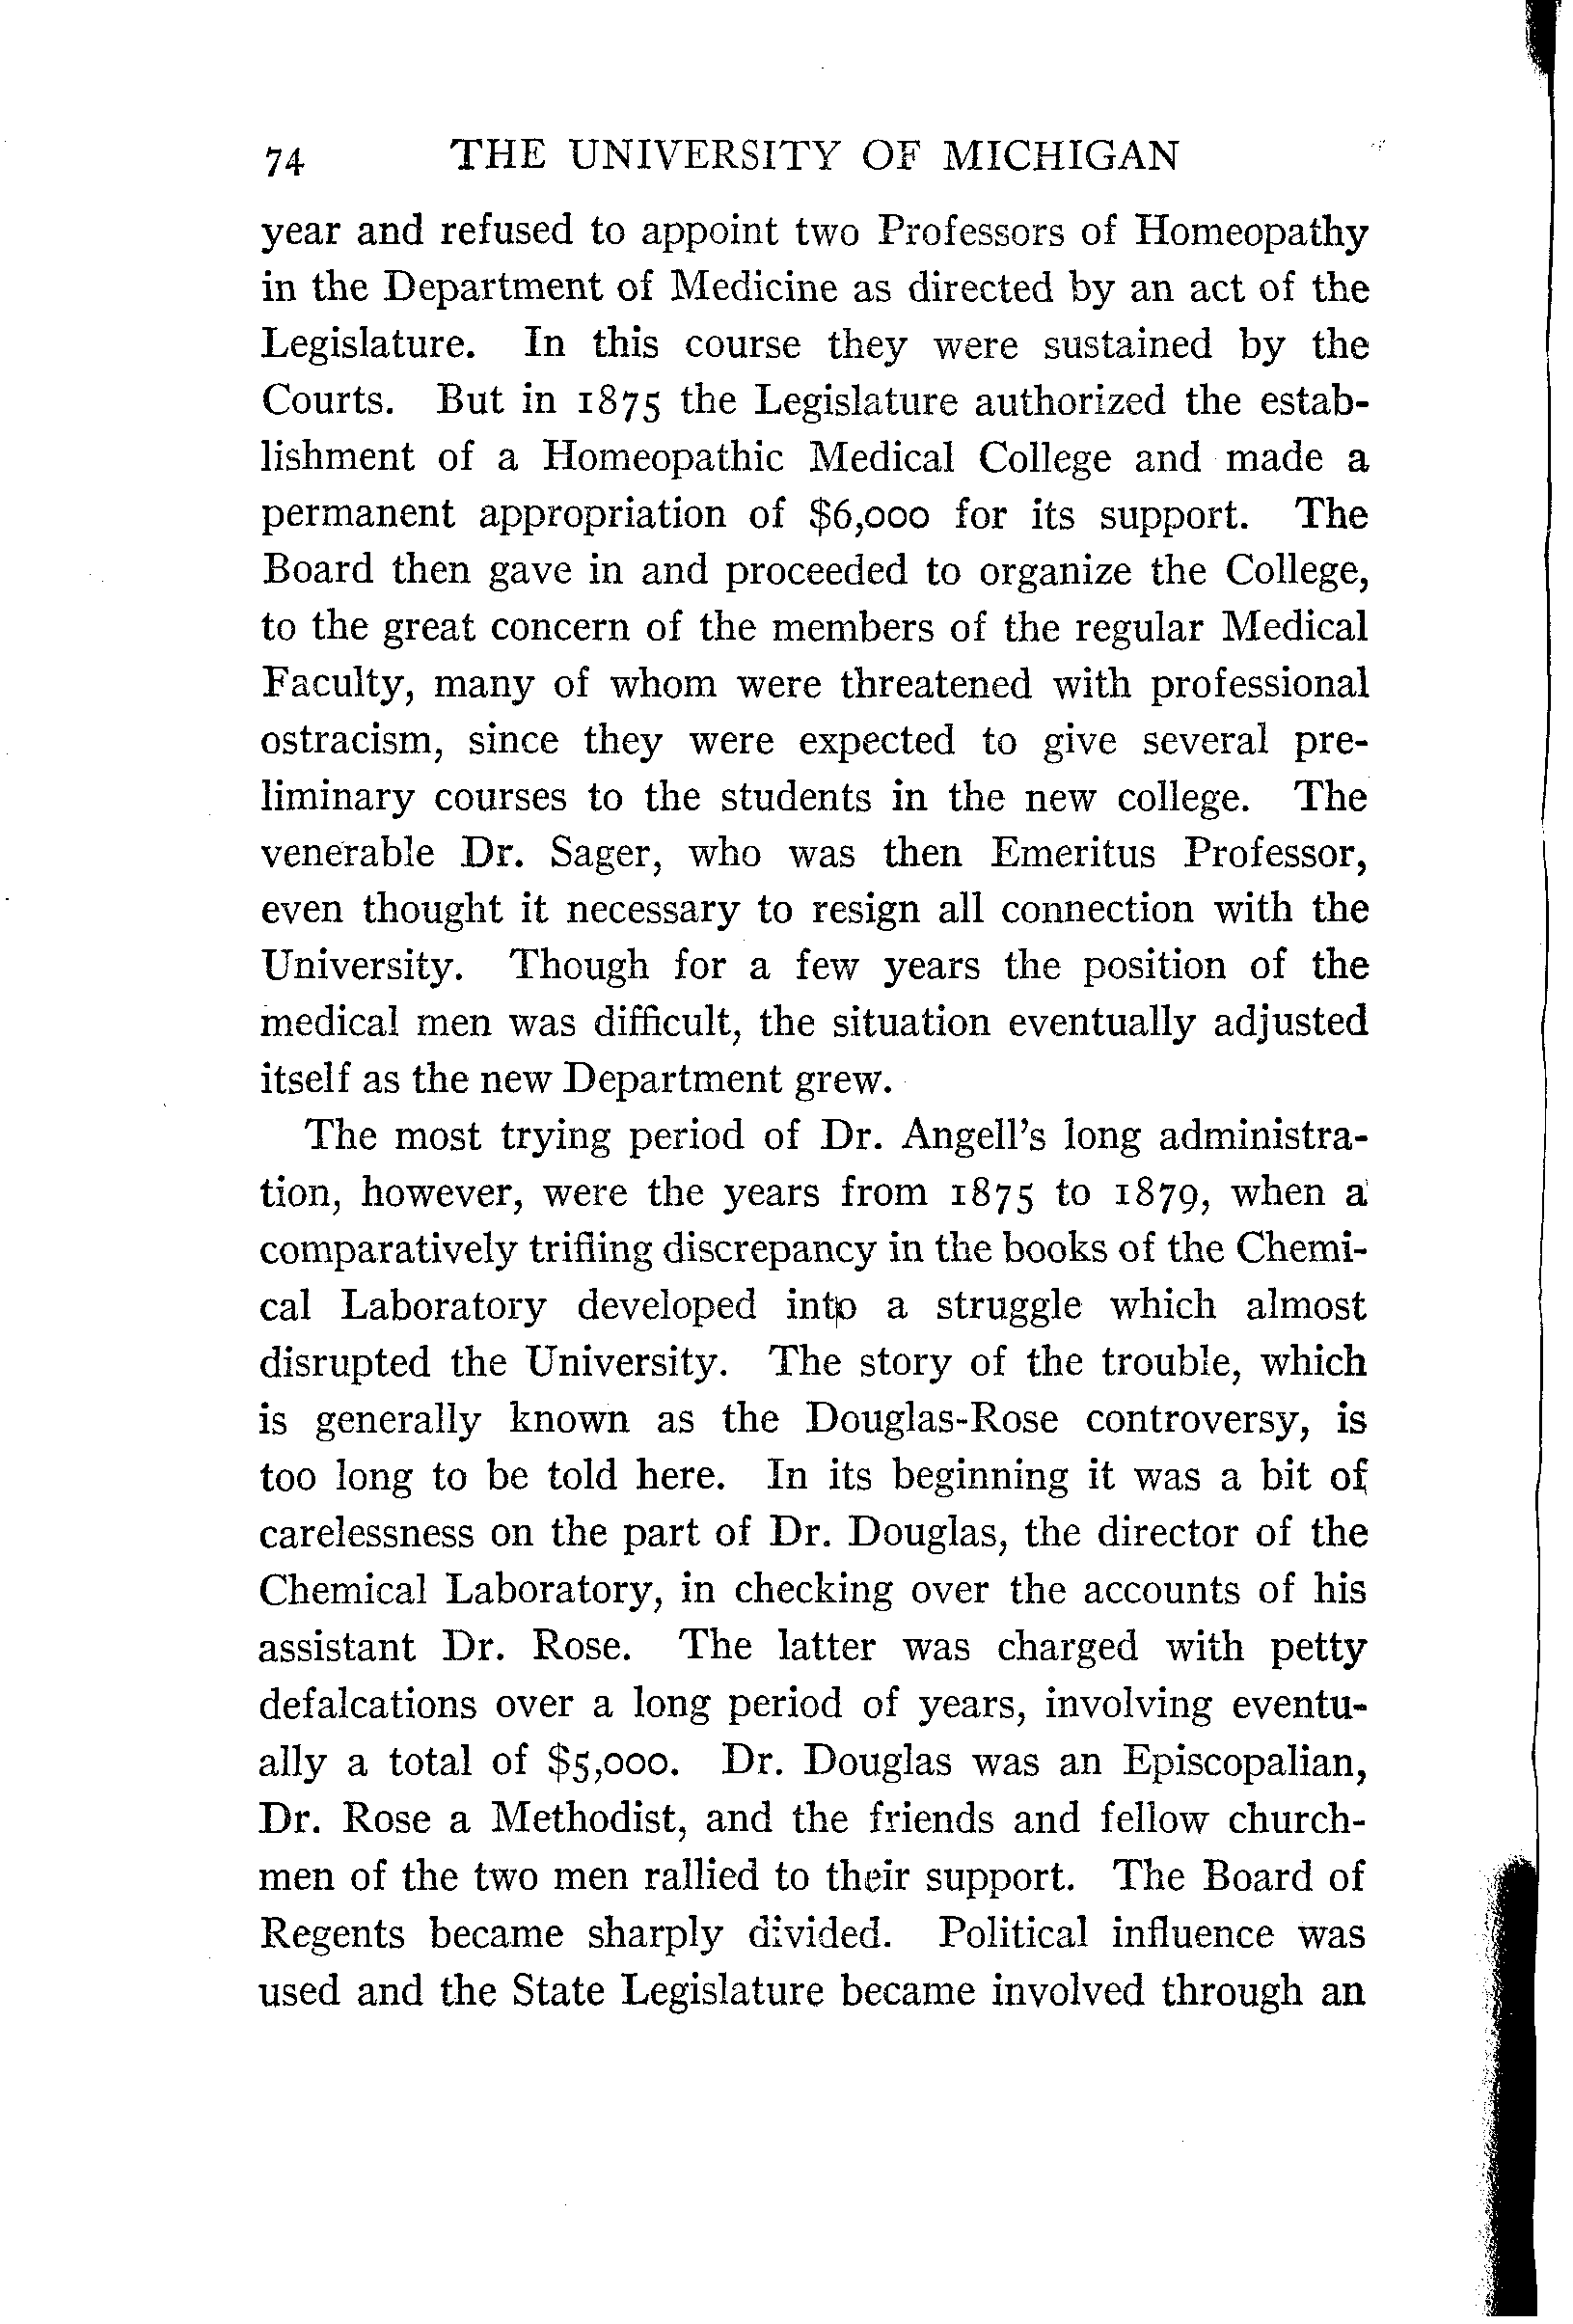 74 THE UNIVERSITY OF MICHIGAN
year and refused to appoint two Professors of Homeopathy
in the Department of Medicine as directed by an act of the
Legislature. In this course they were sustained by the
Courts. But in 1875 the Legislature authorized the estab-
lishment of a Homeopathic Medical College and made a
permanent appropriation of $6,000 for its support. The
Board then gave in and proceeded to organize the College,
to the great concern of the members of the regular Medical
Faculty, many of whom were threatened with professional
ostracism, since they were expected to give several pre-
liminary courses to the students in the new college. The
venerable Dr. Sager, who was then Emeritus Professor,
even thought it necessary to resign all connection with the
University. Though for a few years the position of the
medical men was difficult, the situation eventually adjusted
itself as the new Department grew.
The most trying period of Dr. Angell's long administra-
tion, however, were the years from 1875 to 1879, when a
comparatively trifling discrepancy in the books of the Chemi-
cal Laboratory developed into a struggle which almost
disrupted the University. The story of the trouble, which
is generally known as the Douglas-Rose controversy, is
too long to be told here. In its beginning it was a bit of
carelessness on the part of Dr. Douglas, the director of the
Chemical Laboratory, in checking over the accounts of his
assistant Dr. Rose. The latter was charged with petty
defalcations over a long period of years, involving eventu-
ally a total of $5,000. Dr. Douglas was an Episcopalian,
Dr. Rose a Methodist, and the friends and fellow church-
men of the two men rallied to their support. The Board of
Regents became sharply divided. Political influence was
used and the State Legislature became involved through an